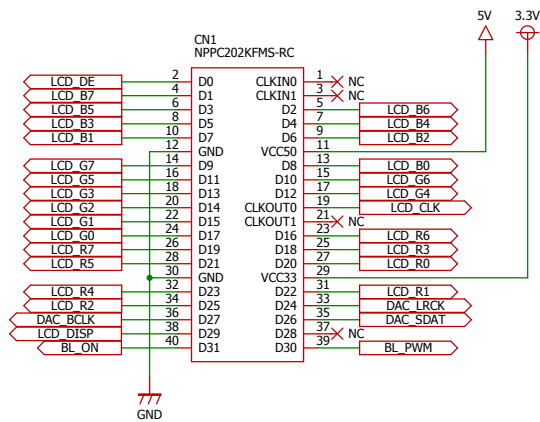 5V 3.3V
CN1
NPPC202KFMS-RC
LCD_DE 2 D0 CLKIN0 1 NC
LCD_B7 4 D1 CLKIN1 3 NC
LCD_B5 6 D3 D2 5 LCD_B6
LCD_B3 8 D5 D4 7 LCD_B4
LCD_B1 10 D7 D6 9 LCD_B2
12 GND VCC50 11
LCD_G7 14 D9 D8 13 LCD_B0
LCD_G5 16 D11 D10 15 LCD_G6
LCD_G3 18 D13 D12 17 LCD_G4
LCD_G2 20 D14 CLKOUT0 19 LCD_CLK
LCD_G1 22 D15 CLKOUT1 21 NC
LCD_G0 24 D17 D16 23 LCD_R6
LCD_R7 26 D19 D18 25 LCD_R3
LCD_R5 28 D21 D20 27 LCD_R0
30 GND VCC33 29
LCD_R4 32 D23 D22 31 LCD_R1
LCD_R2 34 D25 D24 33 DAC_LRCK
DAC_BCLK 36 D27 D26 35 DAC_SDAT
LCD_DISP 38 D29 D28 37 NC
BL_ON 40 D31 D30 39 BL_PWM
GND